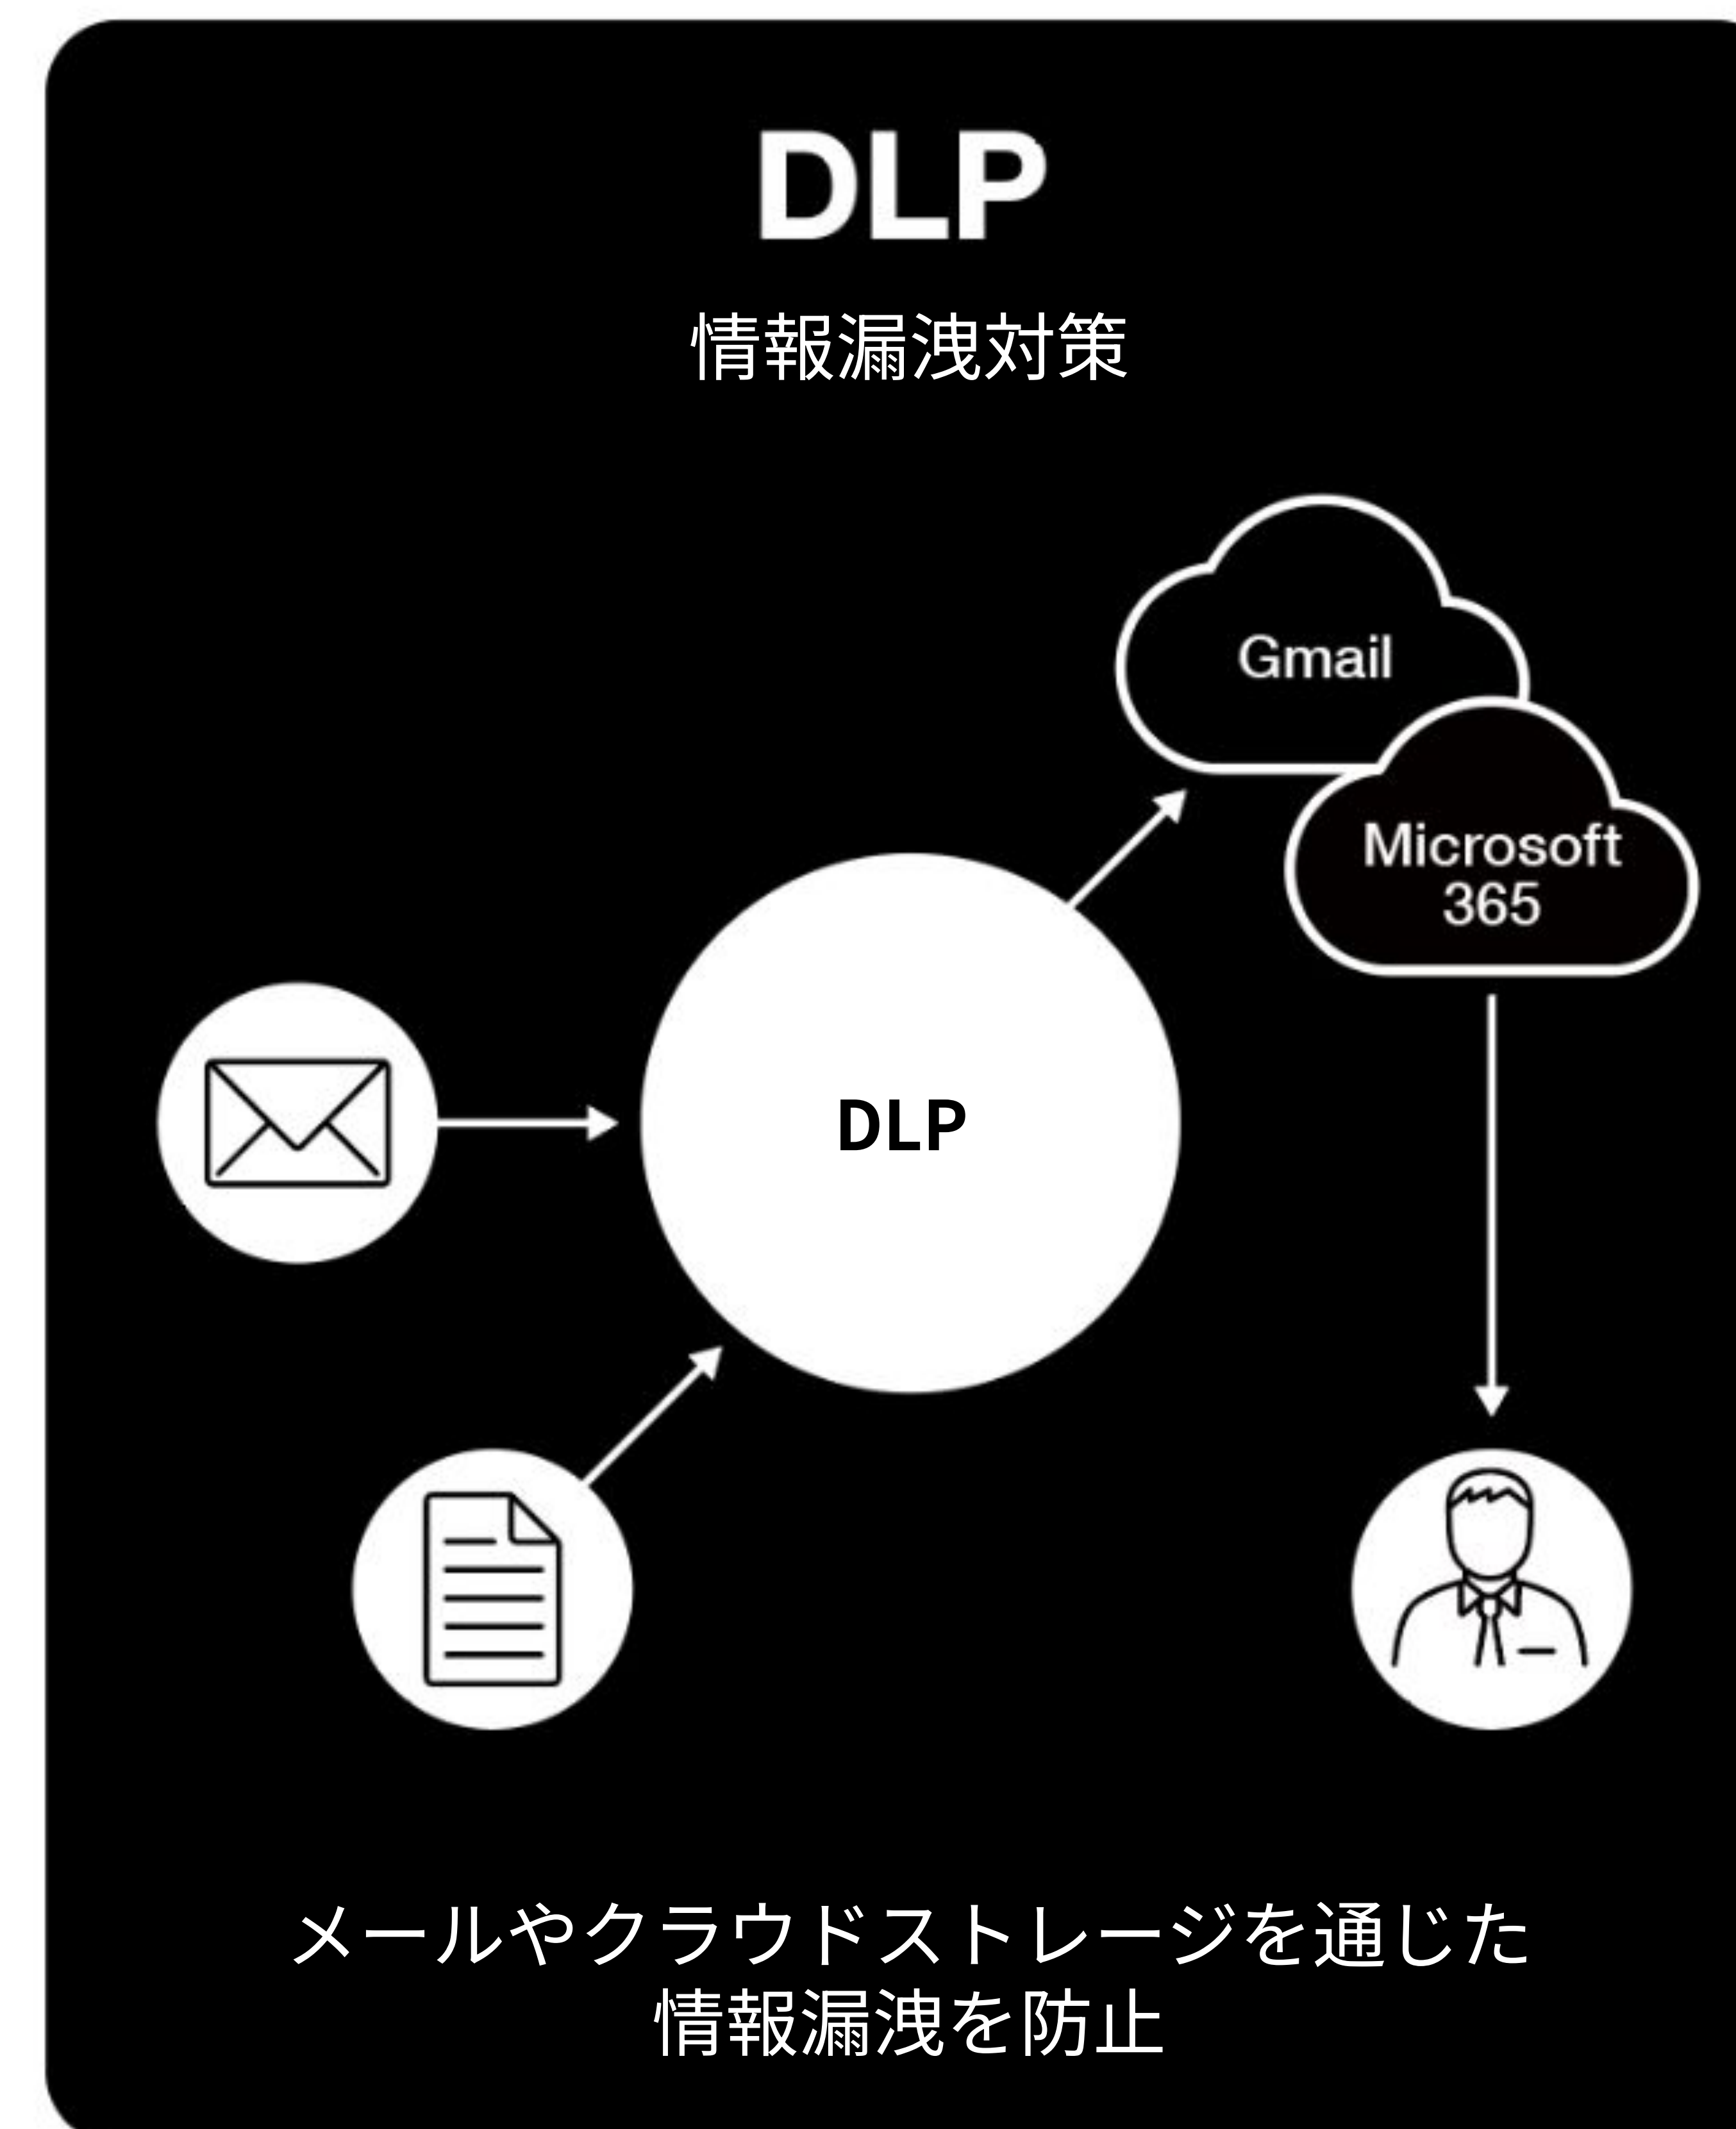 DLP
情報漏洩対策
Gmail
Microsoft
365
DLP
メールやクラウドストレージを通じた
情報漏洩を防止